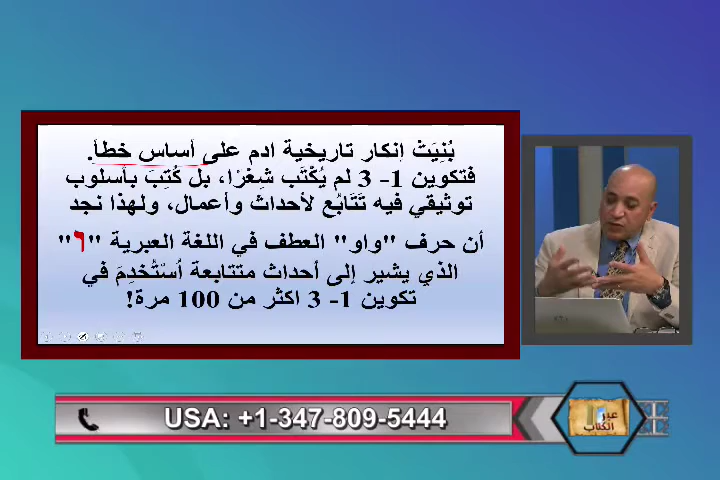 بُنِيَتْ إنكار تاريخية ادم على أساس خطأ.
فتكوين 1- 3 لم يُكْتَب شِعْرًا، بل كُتِبَ بأسلوب
توثيقي فيه تَتَابُع لأحداث وأعمال، ولهذا نجد
أن حرف "واو" العطف في اللغة العبرية "ו"
الذي يشير إلى أحداث متتابعة اُسْتُخدِمَ في
تكوين 1- 3 اكثر من 100 مرة!
USA: +1-347-809-5444
عبر
الكتاب